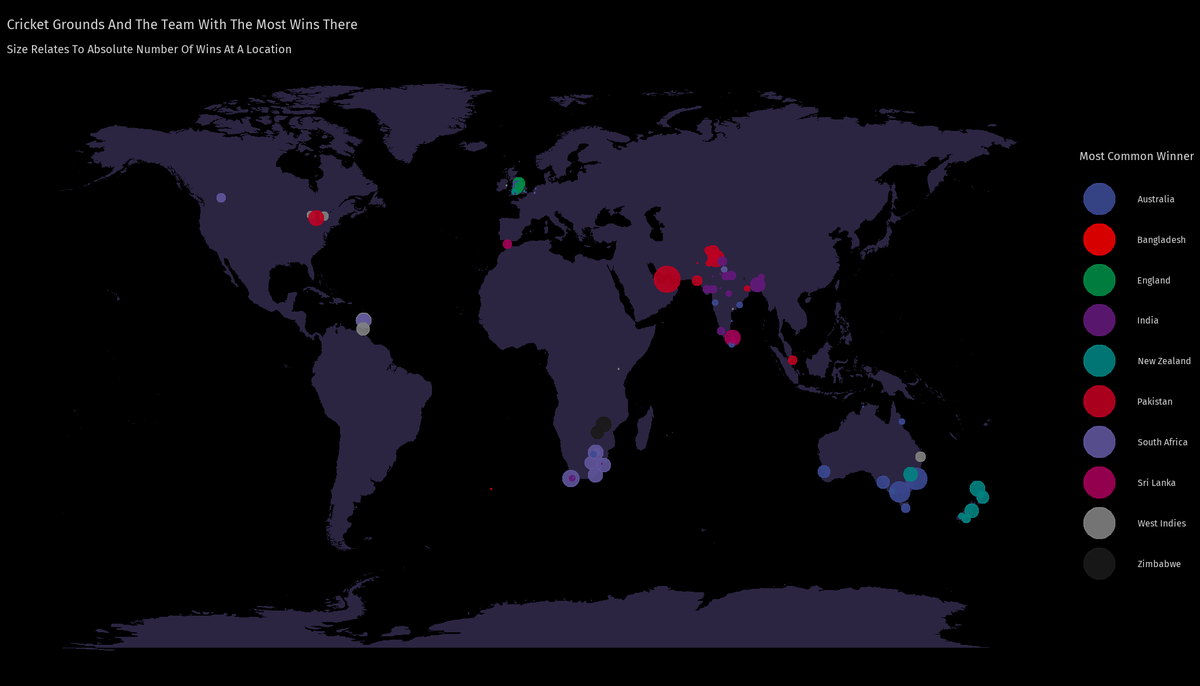 Cricket Grounds And The Team With The Most Wins There
Size Relates To Absolute Number Of Wins At A Location
Most Common Winner
Australia
Bangladesh
England
India
New Zealand
Pakistan
South Africa
Sri Lanka
West Indies
Zimbabwe